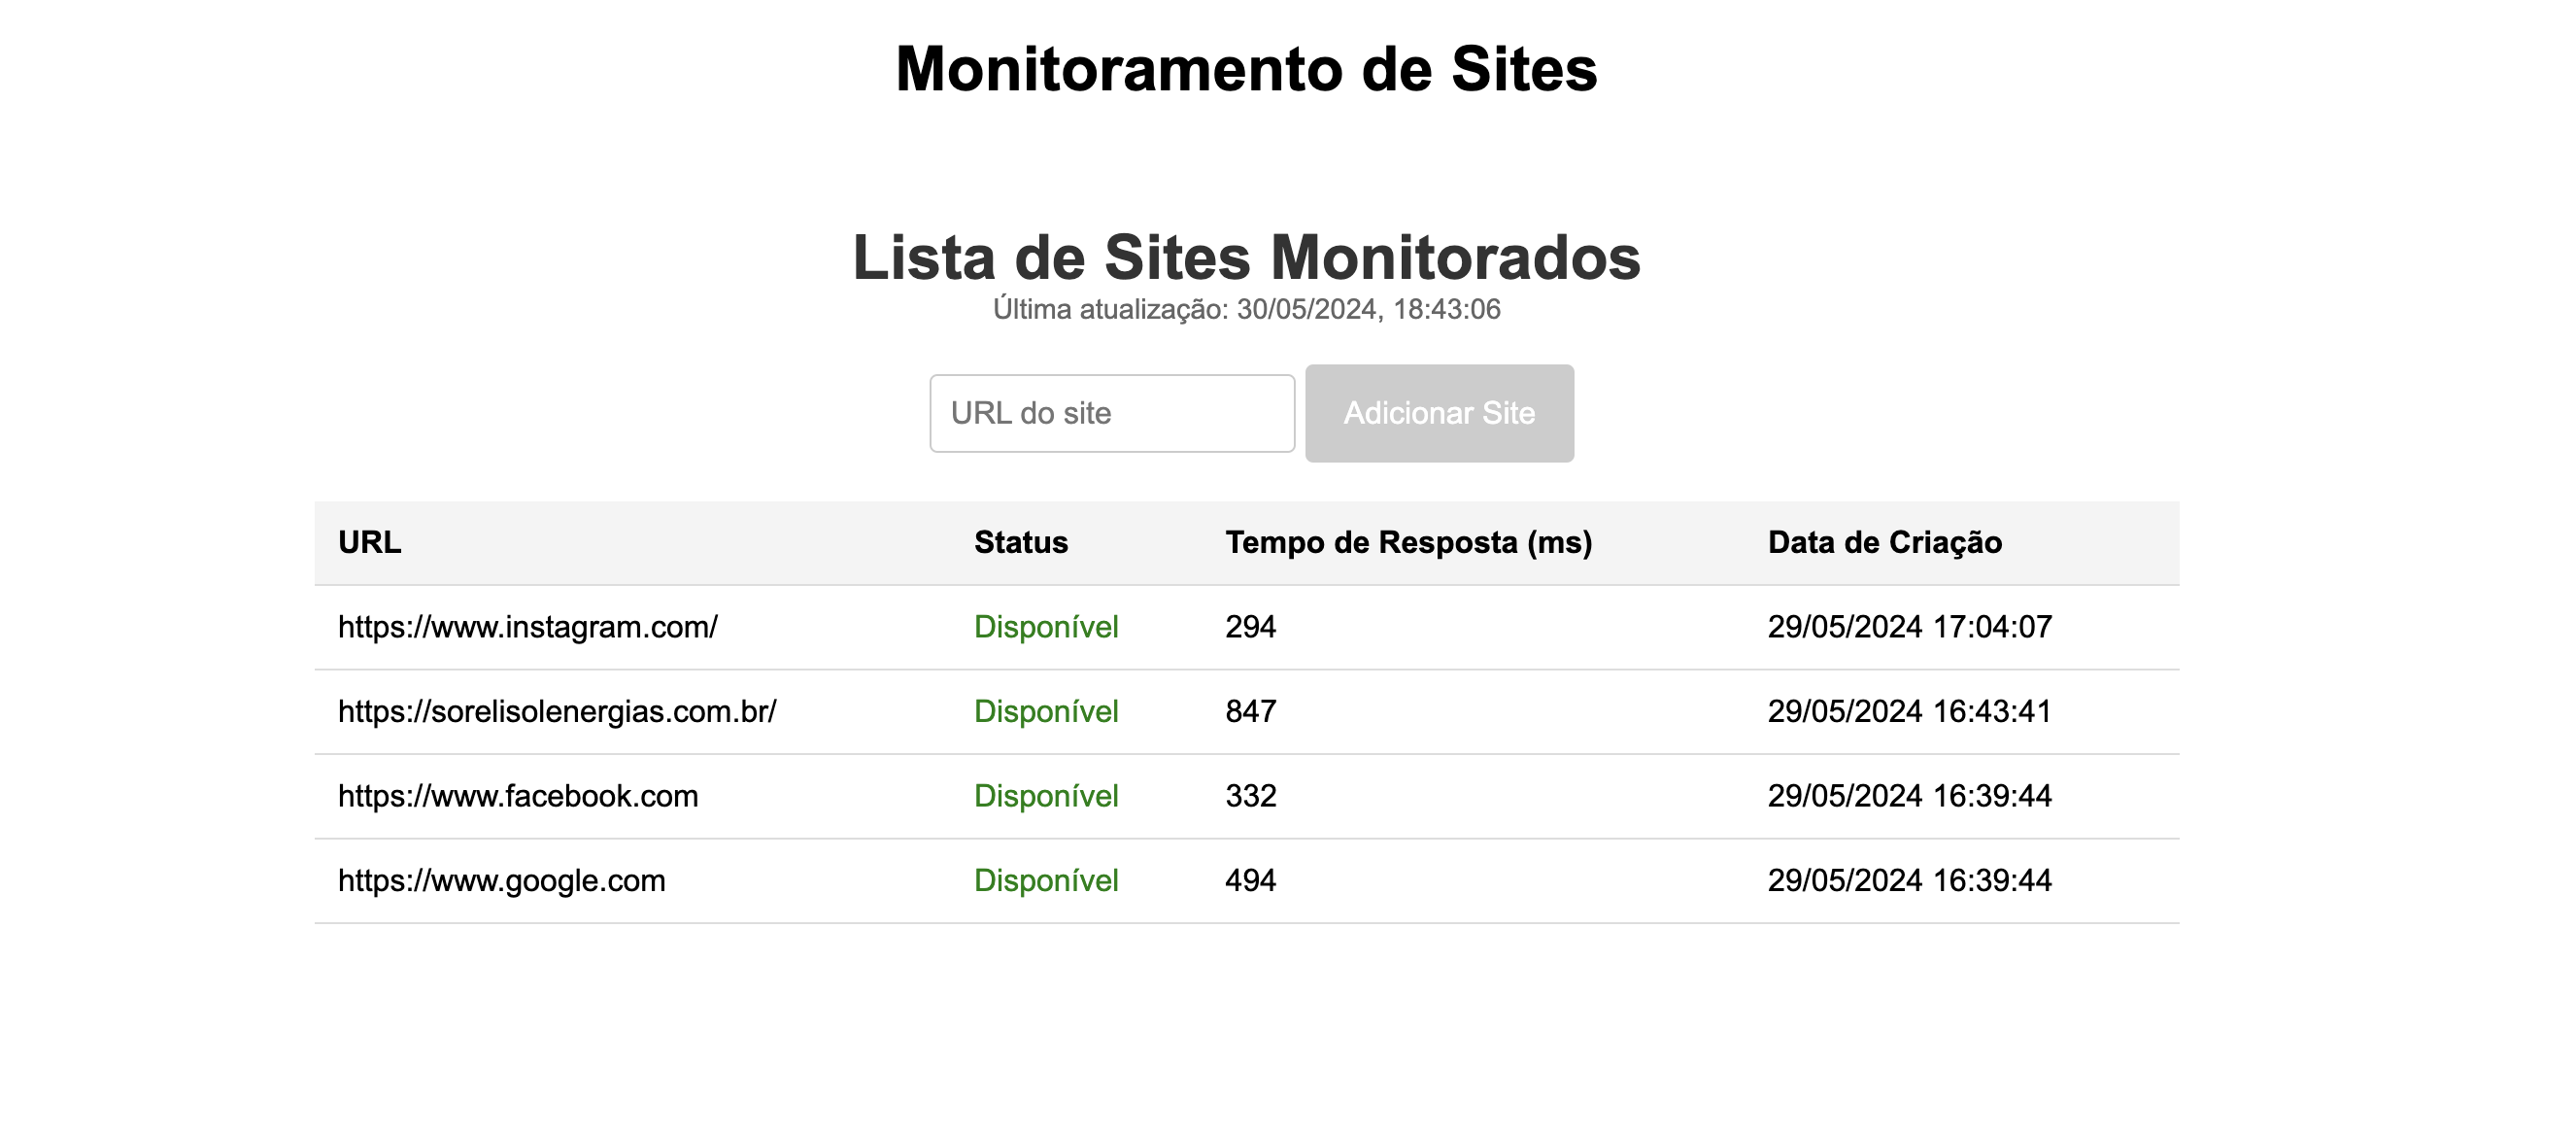 Monitoramento de Sites
Lista de Sites Monitorados
Última atualização: 30/05/2024, 18:43:06
URL do site Adicionar Site
URL Status Tempo de Resposta (ms) Data de Criação
https://www.instagram.com/ Disponível 294 29/05/2024 17:04:07
https://sorelisolenergias.com.br/ Disponível 847 29/05/2024 16:43:41
https://www.facebook.com Disponível 332 29/05/2024 16:39:44
https://www.google.com Disponível 494 29/05/2024 16:39:44